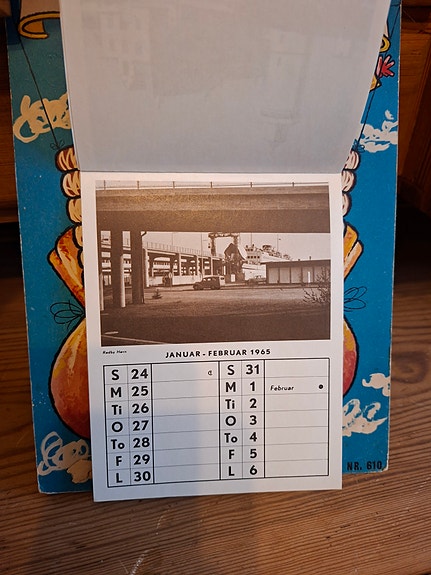 Rødby Havn
JANUAR - FEBRUAR 1965
S 24 S 31
M 25 M 1 Februar
Ti 26 Ti 2
O 27 O 3
To 28 To 4
F 29 F 5
L 30 L 6
NR. 610